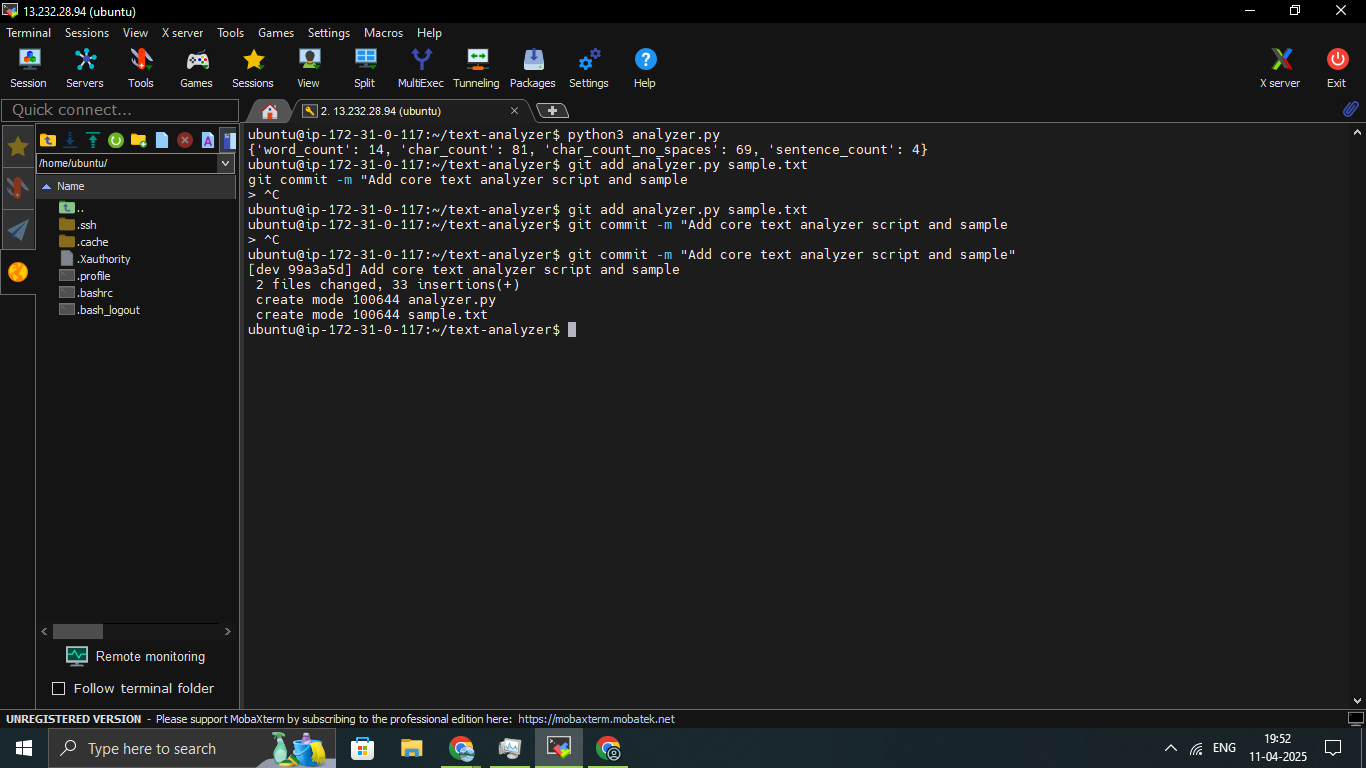 13.232.28.94 (ubuntu)
Terminal Sessions View X server Tools Games Settings Macros Help
Session Servers Tools Games Sessions View Split MultiExec Tunneling Packages Settings Help X server Exit
Quick connect...
2. 13.232.28.94 (ubuntu)
/home/ubuntu/
Name
..
.ssh
.cache
.Xauthority
.profile
.bashrc
.bash_logout
Remote monitoring
Follow terminal folder
ubuntu@ip-172-31-0-117:~/text-analyzer$ python3 analyzer.py
{'word_count': 14, 'char_count': 81, 'char_count_no_spaces': 69, 'sentence_count': 4}
ubuntu@ip-172-31-0-117:~/text-analyzer$ git add analyzer.py sample.txt
git commit -m "Add core text analyzer script and sample
> ^C
ubuntu@ip-172-31-0-117:~/text-analyzer$ git add analyzer.py sample.txt
ubuntu@ip-172-31-0-117:~/text-analyzer$ git commit -m "Add core text analyzer script and sample
> ^C
ubuntu@ip-172-31-0-117:~/text-analyzer$ git commit -m "Add core text analyzer script and sample"
[dev 99a3a5d] Add core text analyzer script and sample
 2 files changed, 33 insertions(+)
 create mode 100644 analyzer.py
 create mode 100644 sample.txt
ubuntu@ip-172-31-0-117:~/text-analyzer$
UNREGISTERED VERSION - Please support MobaXterm by subscribing to the professional edition here: https://mobaxterm.mobatek.net
Type here to search
ENG
19:52
11-04-2025